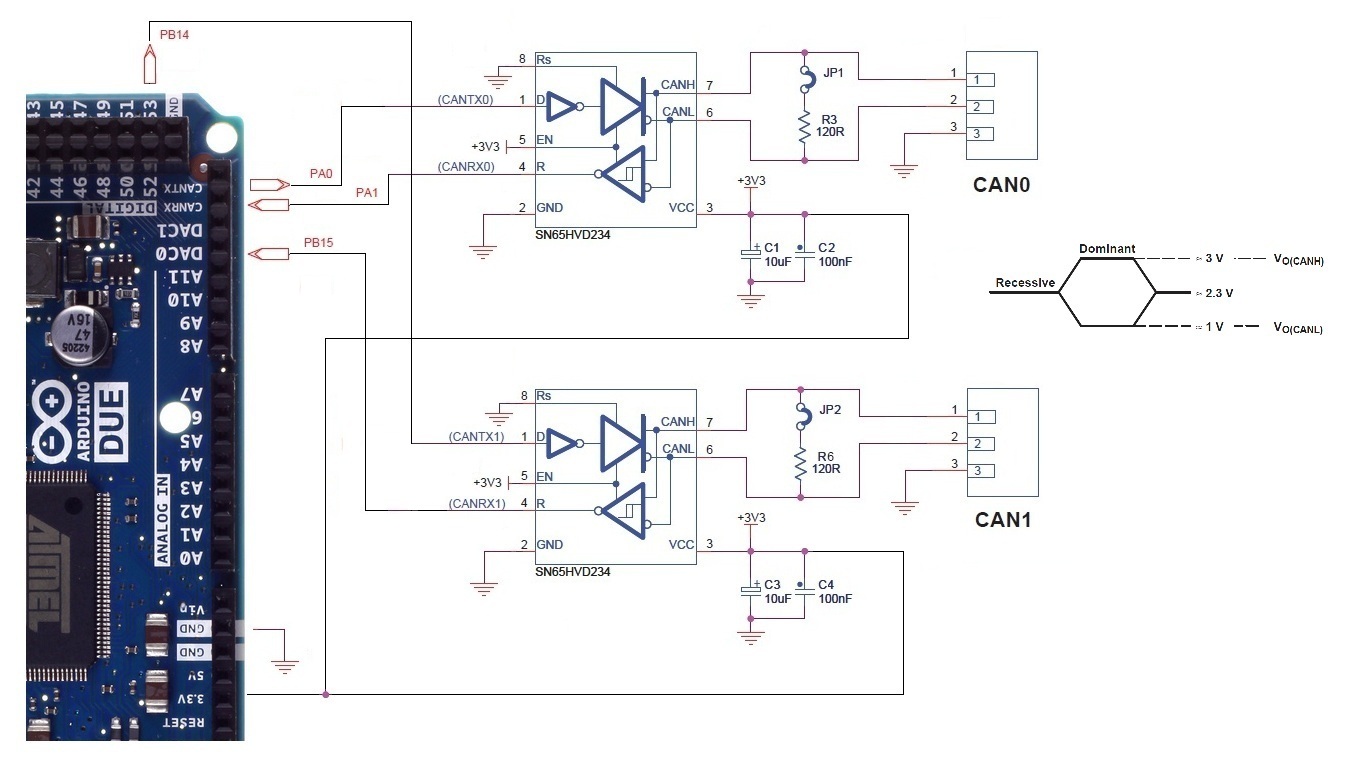 PB14
43
45
47
49
51
53
GND
42
44
46
48
50
52
DIGITAL
CANTX
CANRX
DAC1
DAC0
A11
A10
A9
A8
A7
6
A5
A4
A3
A2
A1
A0
ANALOG IN
Vin
GND
GND
5V
3.3V
RESET
47
16V
4220S
ARDUINO
DUE
ATMEL
PA0
PA1
PB15
(CANTX0)
(CANRX0)
+3V3
8 Rs
1 D
5 EN
4 R
2 GND
CANH 7
CANL 6
VCC 3
SN65HVD234
JP1
R3
120R
+3V3
C1
10uF
C2
100nF
1 1
2 2
3 3
CAN0
Dominant
Recessive
≈ 3 V VO(CANH)
≈ 2.3 V
≈ 1 V VO(CANL)
(CANTX1)
(CANRX1)
+3V3
8 Rs
1 D
5 EN
4 R
2 GND
CANH 7
CANL 6
VCC 3
SN65HVD234
JP2
R6
120R
+3V3
C3
10uF
C4
100nF
1 1
2 2
3 3
CAN1